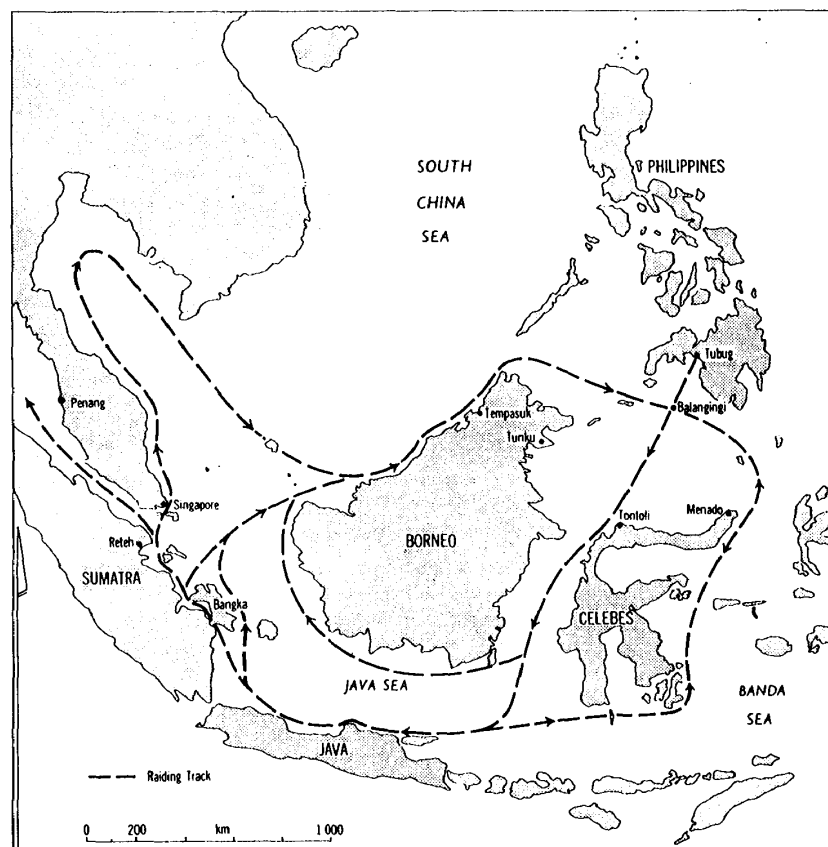 SOUTH
CHINA
SEA
PHILIPPINES
Tubug
Penang
Balangingi
Tempasuk
Tunku
Singapore
Tontoli
Menado
Reteh
BORNEO
SUMATRA
Bangka
CELEBES
JAVA SEA
BANDA
SEA
JAVA
Raiding Track
0 200 km 1 000